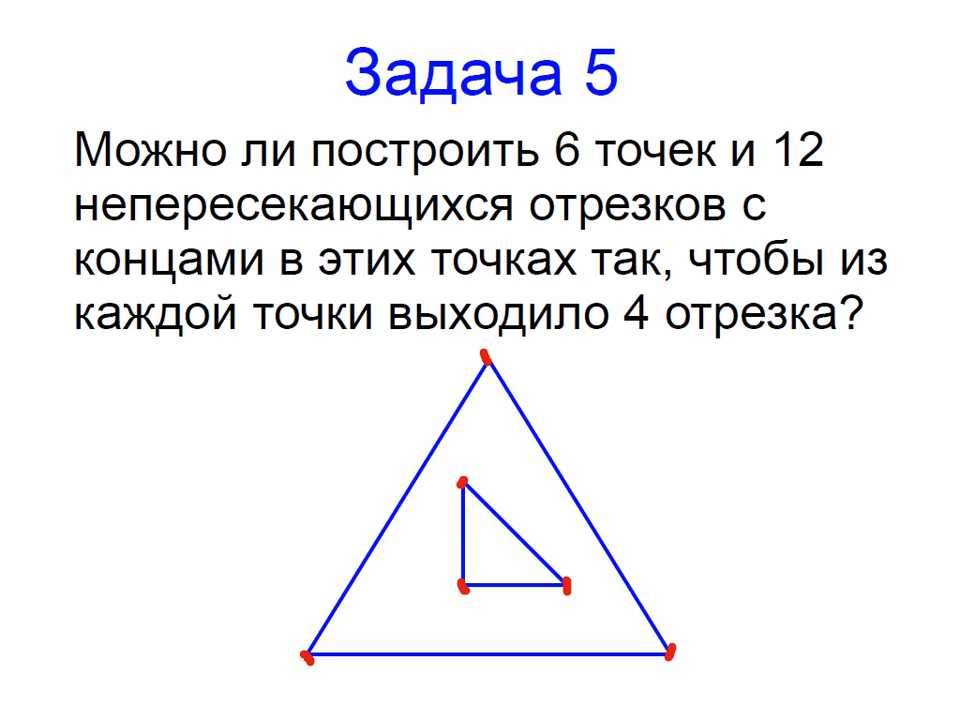 Задача 5
Можно ли построить 6 точек и 12
непересекающихся отрезков с
концами в этих точках так, чтобы из
каждой точки выходило 4 отрезка?